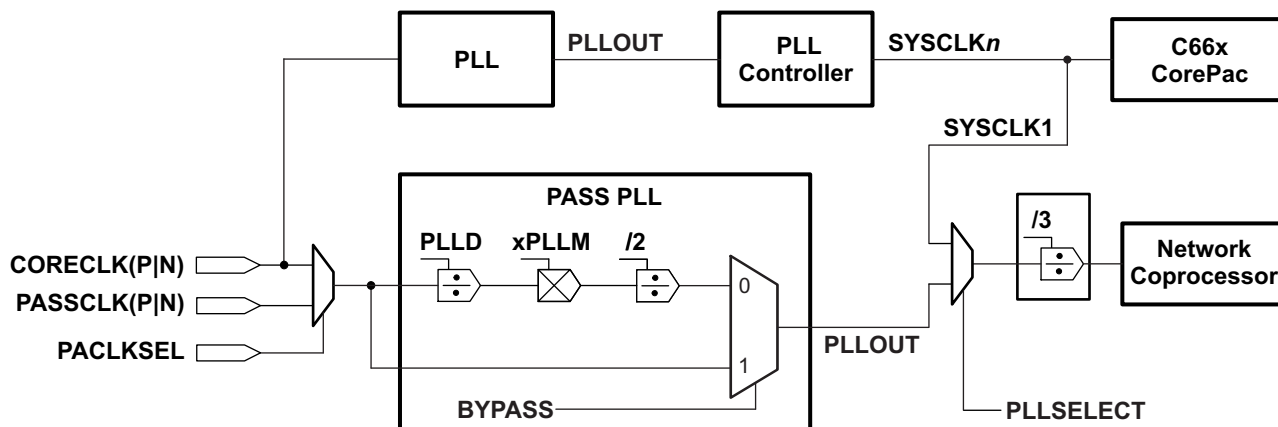 PLL
PLLOUT
PLL
Controller
SYSCLKn
C66x
CorePac
SYSCLK1
PASS PLL
PLLD
xPLLM
/2
/3
CORECLK(P|N)
PASSCLK(P|N)
PACLKSEL
0
1
BYPASS
PLLOUT
Network
Coprocessor
PLLSELECT